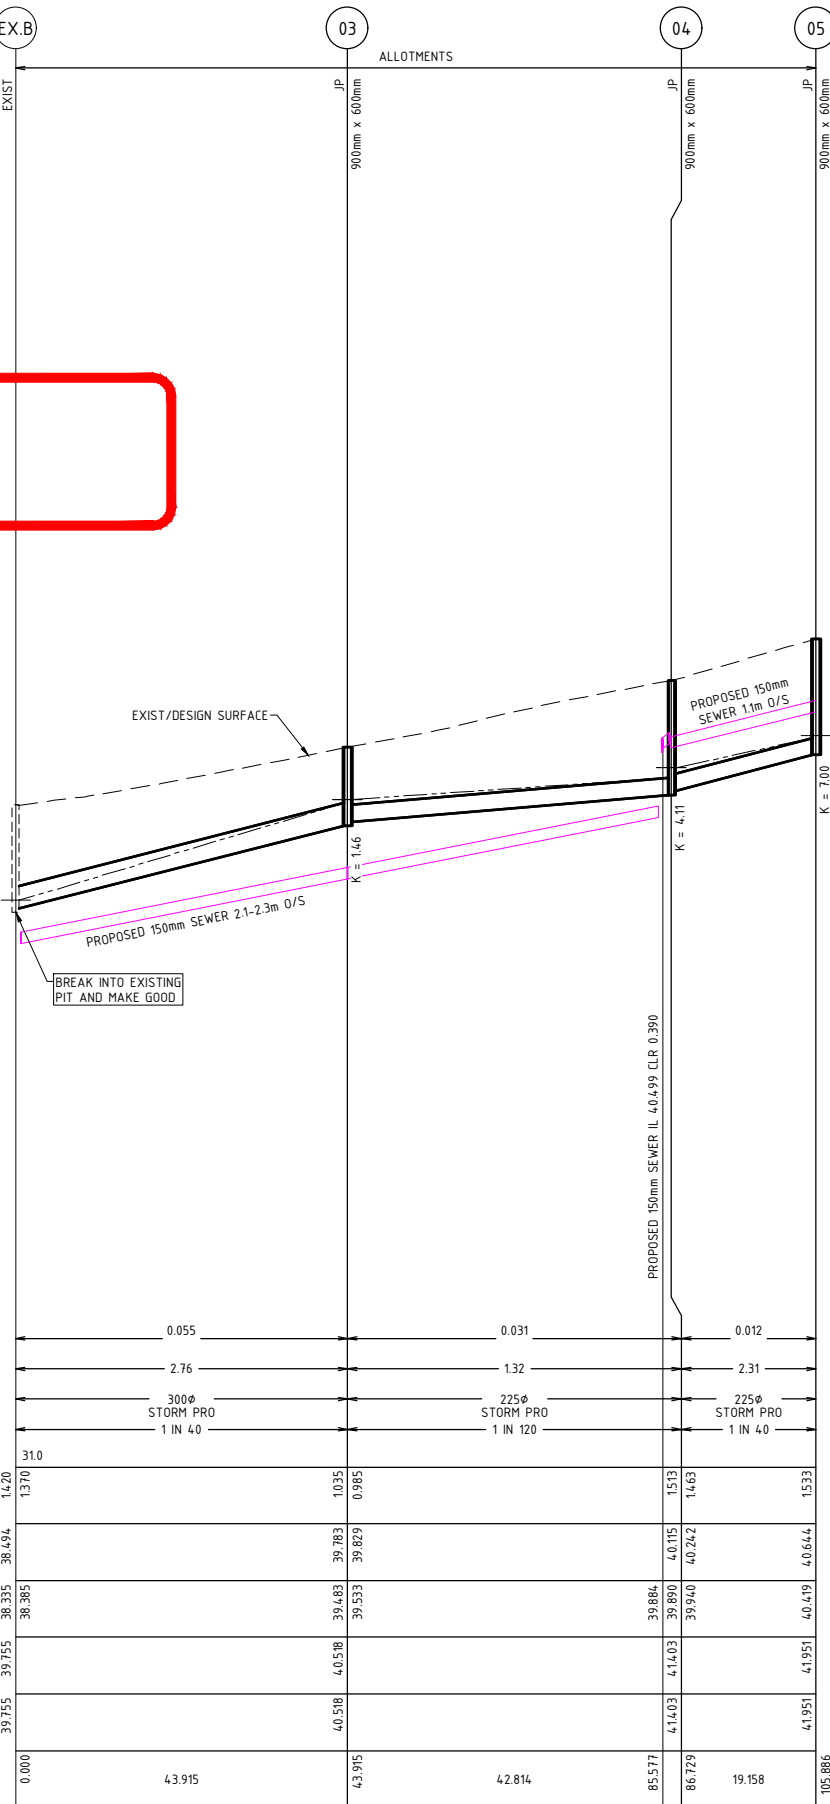 EX.B
03
04
05
ALLOTMENTS
EXIST
JP
900mm x 600mm
JP
900mm x 600mm
JP
900mm x 600mm
EXIST/DESIGN SURFACE
PROPOSED 150mm
SEWER 1.1m O/S
K = 1.46
K = 4.11
K = 7.00
PROPOSED 150mm SEWER 2.1-2.3m O/S
BREAK INTO EXISTING
PIT AND MAKE GOOD
PROPOSED 150mm SEWER IL 40.499 CLR 0.390
0.055 0.031 0.012
2.76 1.32 2.31
300ø 225ø 225ø
STORM PRO STORM PRO STORM PRO
1 IN 40 1 IN 120 1 IN 40
31.0
1.420 1.370 1.035 0.985 1.513 1.463 1.533
38.494 39.783 39.829 40.115 40.242 40.644
38.335 38.385 39.483 39.533 39.884 39.890 39.940 40.419
39.755 40.518 41.403 41.951
39.755 40.518 41.403 41.951
0.000 43.915 43.915 42.814 85.577 86.729 19.158 105.886